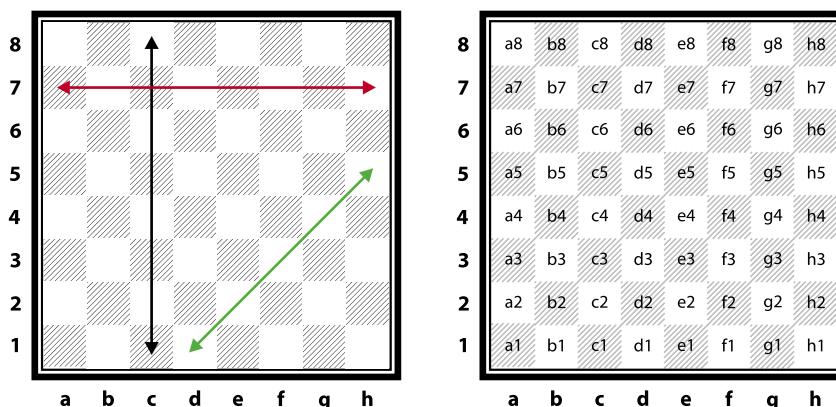 8
7
6
5
4
3
2
1
a b c d e f g h
8 a8 b8 c8 d8 e8 f8 g8 h8
7 a7 b7 c7 d7 e7 f7 g7 h7
6 a6 b6 c6 d6 e6 f6 g6 h6
5 a5 b5 c5 d5 e5 f5 g5 h5
4 a4 b4 c4 d4 e4 f4 g4 h4
3 a3 b3 c3 d3 e3 f3 g3 h3
2 a2 b2 c2 d2 e2 f2 g2 h2
1 a1 b1 c1 d1 e1 f1 g1 h1
a b c d e f g h